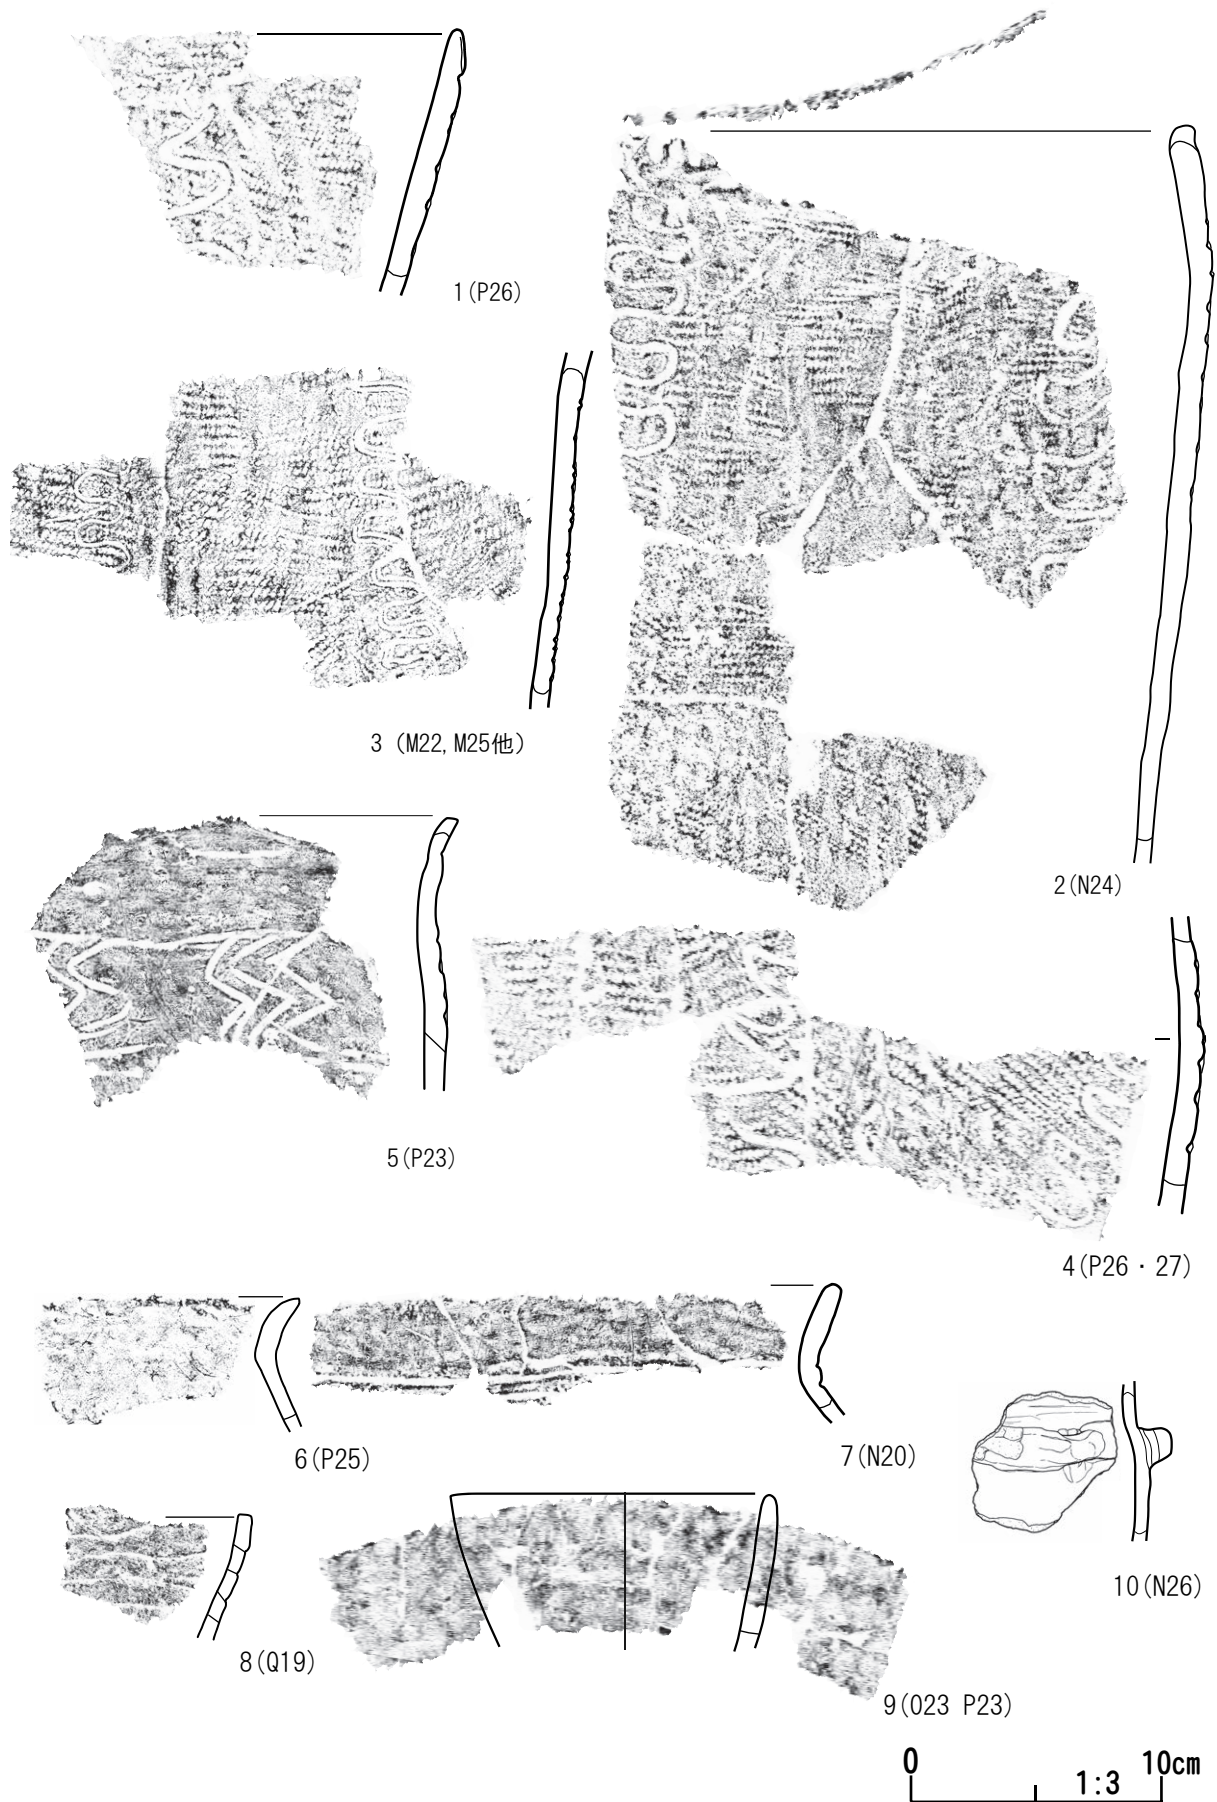 1(P26)
2(N24)
3 (M22,M25他)
4(P26・27)
5(P23)
6(P25)
7(N20)
8(Q19)
9(O23 P23)
10(N26)
0 10cm
1:3